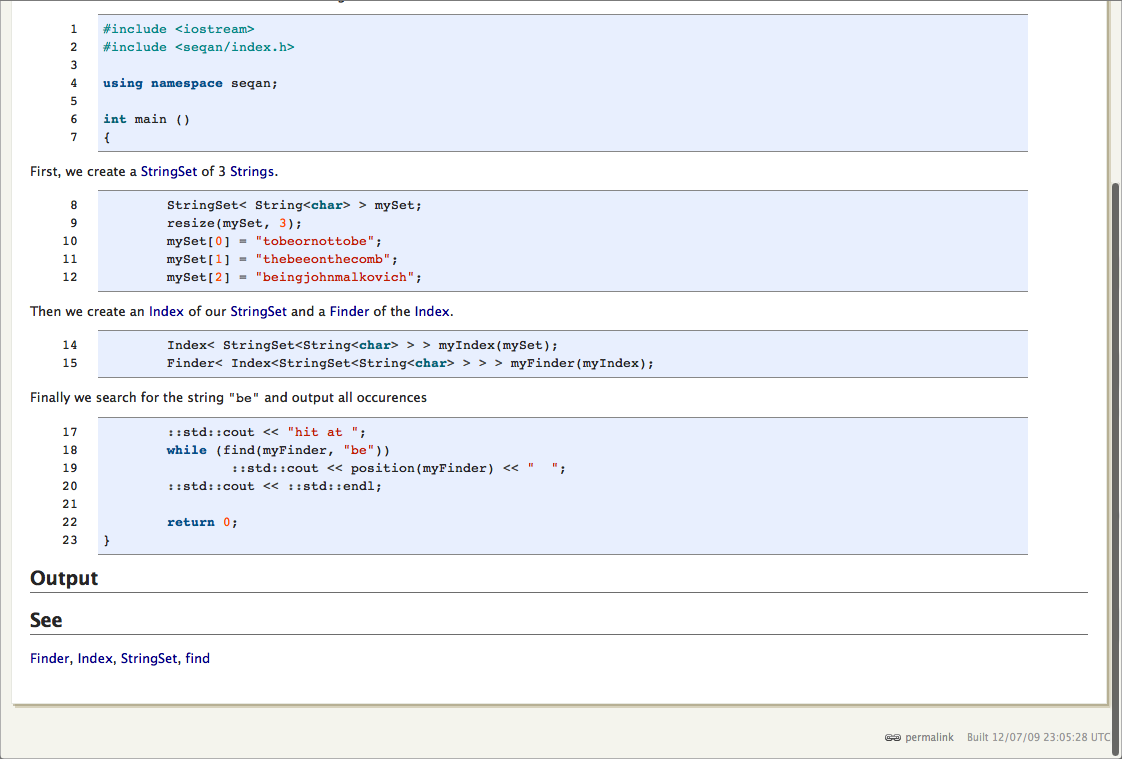 1 #include <iostream>
2 #include <seqan/index.h>
3
4 using namespace seqan;
5
6 int main ()
7 {
First, we create a StringSet of 3 Strings.
8 StringSet< String<char> > mySet;
9 resize(mySet, 3);
10 mySet[0] = "tobeornottobe";
11 mySet[1] = "thebeeonthecomb";
12 mySet[2] = "beingjohnmalkovich";
Then we create an Index of our StringSet and a Finder of the Index.
14 Index< StringSet<String<char> > > myIndex(mySet);
15 Finder< Index<StringSet<String<char> > > > myFinder(myIndex);
Finally we search for the string "be" and output all occurences
17 ::std::cout << "hit at ";
18 while (find(myFinder, "be"))
19 ::std::cout << position(myFinder) << "  ";
20 ::std::cout << ::std::endl;
21
22 return 0;
23 }
Output
See
Finder, Index, StringSet, find
permalink Built 12/07/09 23:05:28 UTC